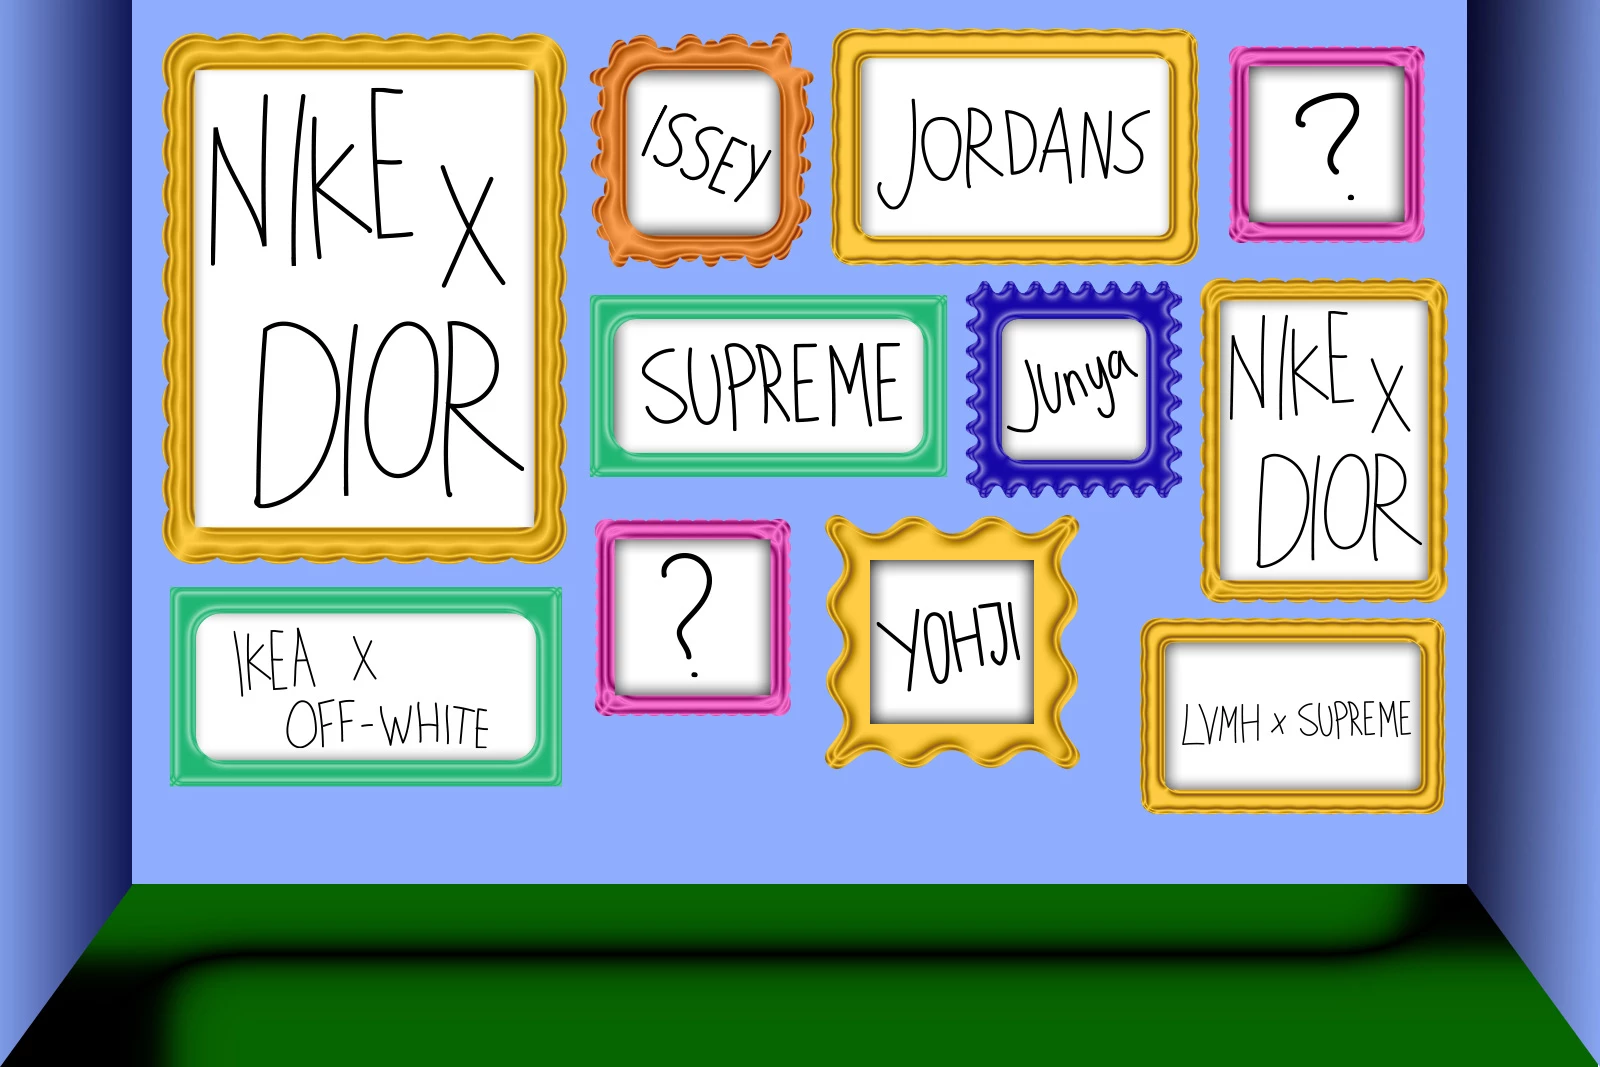 NIKE X
DIOR
ISSEY
JORDANS
?
SUPREME
Junya
NIKE X
DIOR
IKEA X
OFF-WHITE
?
YOHJI
LVMH x SUPREME